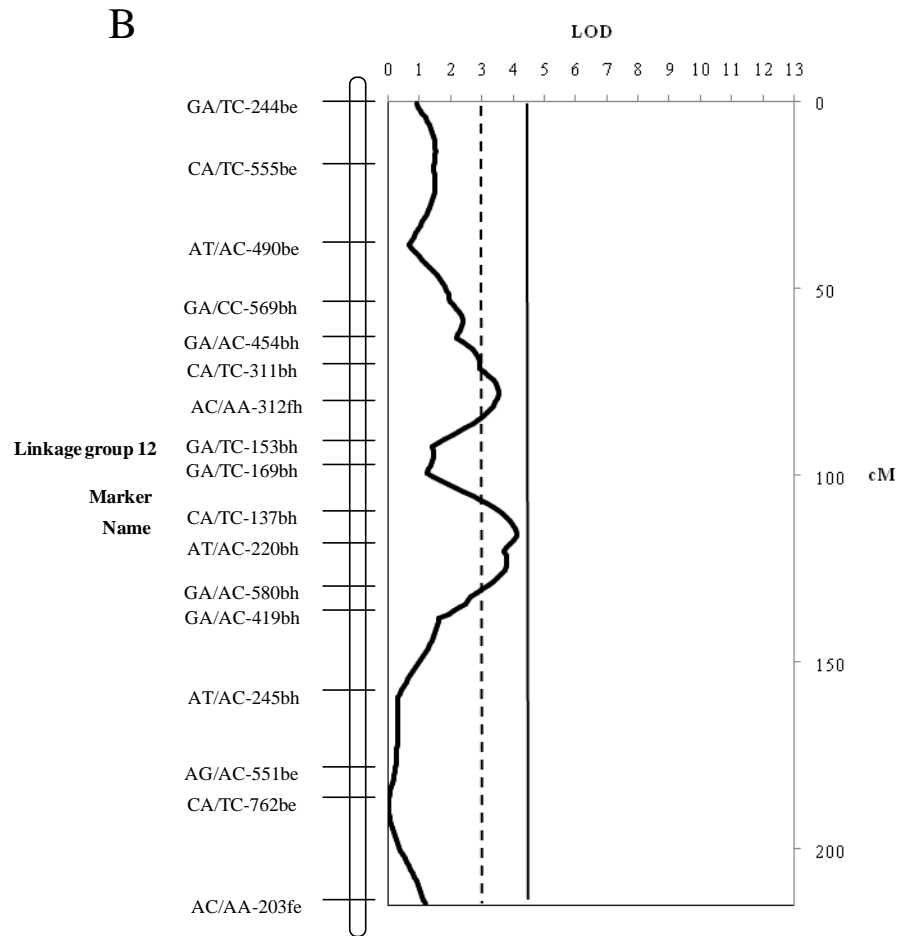 B
LOD
0 1 2 3 4 5 6 7 8 9 10 11 12 13
GA/TC-244be
0
CA/TC-555be
AT/AC-490be
50
GA/CC-569bh
GA/AC-454bh
CA/TC-311bh
AC/AA-312fh
Linkage group 12
GA/TC-153bh
GA/TC-169bh
100
cM
Marker
Name
CA/TC-137bh
AT/AC-220bh
GA/AC-580bh
GA/AC-419bh
150
AT/AC-245bh
AG/AC-551be
CA/TC-762be
200
AC/AA-203fe